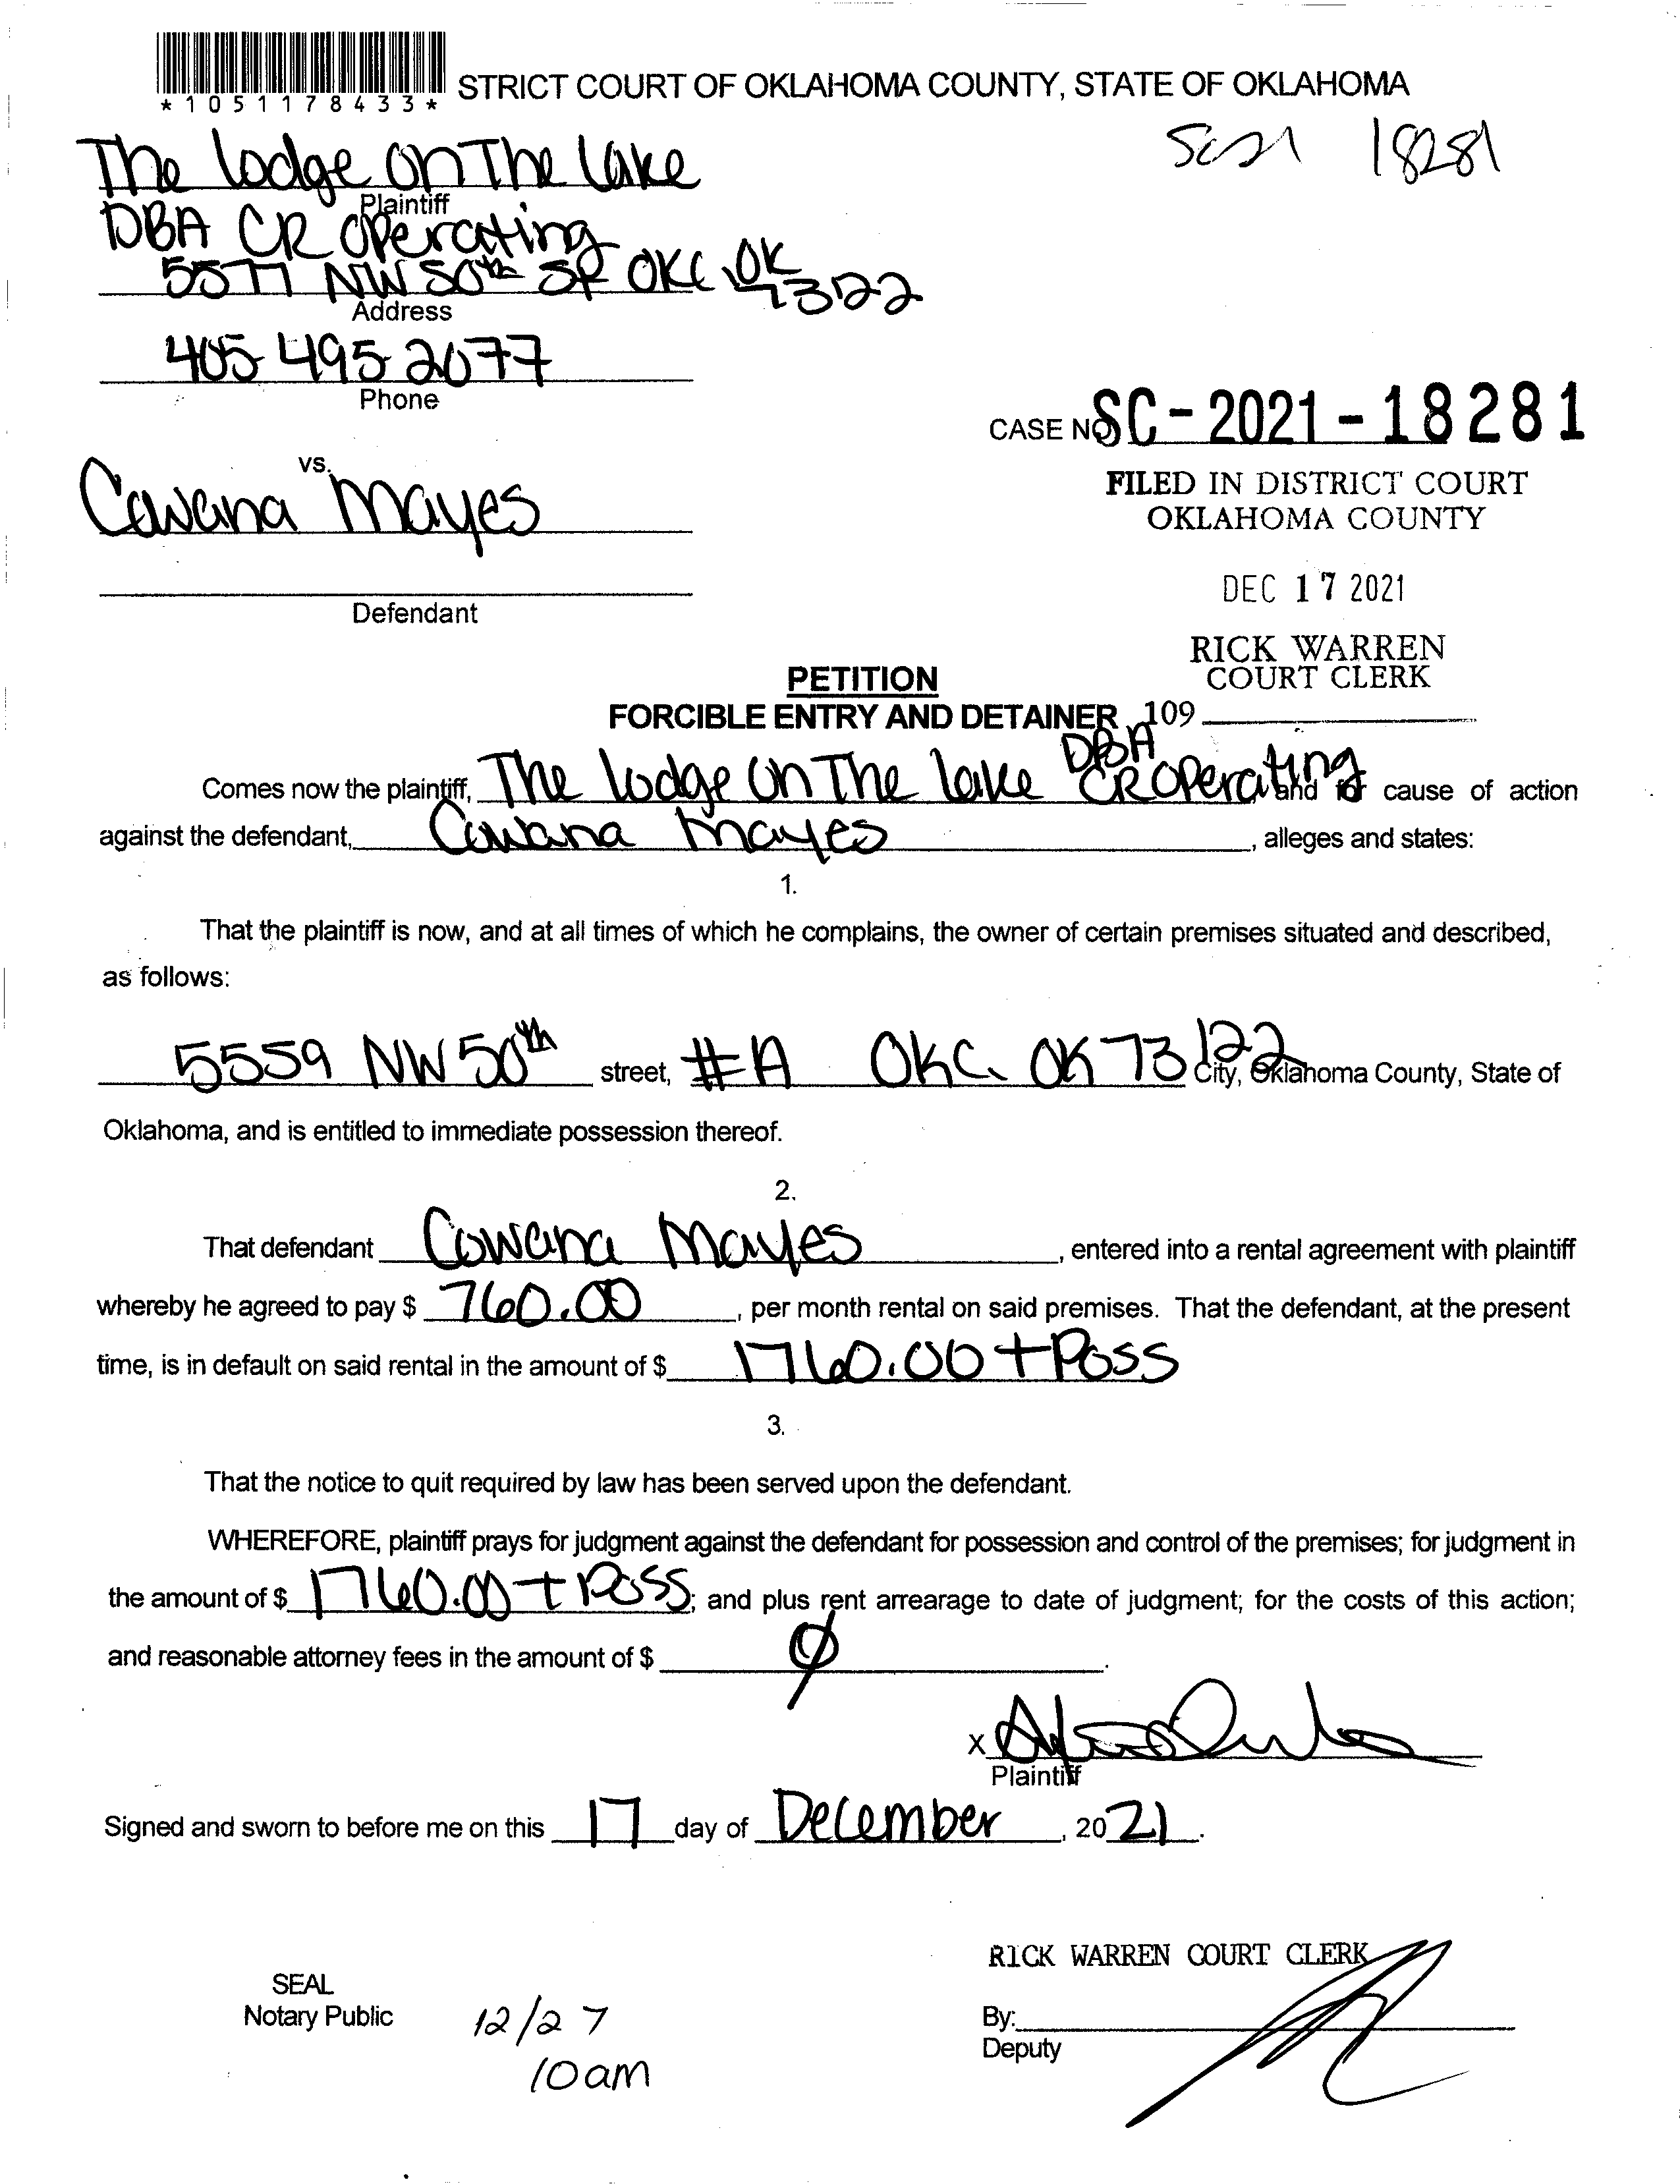 *1051178433* STRICT COURT OF OKLAHOMA COUNTY, STATE OF OKLAHOMA
The lodge on The Lake
SC21 18281
Plaintiff
DBA CR Operating
5577 NW 50th St OKC, OK 73122
Address
405 495 2077
Phone
CASE NO. SC-2021-18281
vs.
FILED IN DISTRICT COURT
OKLAHOMA COUNTY
Cawana Mayes
DEC 17 2021
Defendant
RICK WARREN
COURT CLERK
PETITION
FORCIBLE ENTRY AND DETAINER 109
Comes now the plaintiff, The lodge on The lake DBA CR Operating and for cause of action
against the defendant, Cawana Mayes, alleges and states:
1.
That the plaintiff is now, and at all times of which he complains, the owner of certain premises situated and described,
as follows:
5559 NW 50th street, #A OKC OK 73122 City, Oklahoma County, State of
Oklahoma, and is entitled to immediate possession thereof.
2.
That defendant Cawana Mayes, entered into a rental agreement with plaintiff
whereby he agreed to pay $ 760.00, per month rental on said premises. That the defendant, at the present
time, is in default on said rental in the amount of $ 1760.00 + Poss
3.
That the notice to quit required by law has been served upon the defendant.
WHEREFORE, plaintiff prays for judgment against the defendant for possession and control of the premises; for judgment in
the amount of $ 1760.00 + Poss; and plus rent arrearage to date of judgment; for the costs of this action;
and reasonable attorney fees in the amount of $ Ø.
X
Plaintiff
Signed and sworn to before me on this 17 day of December, 2021.
RICK WARREN COURT CLERK
SEAL
Notary Public
12/27
10am
By:
Deputy